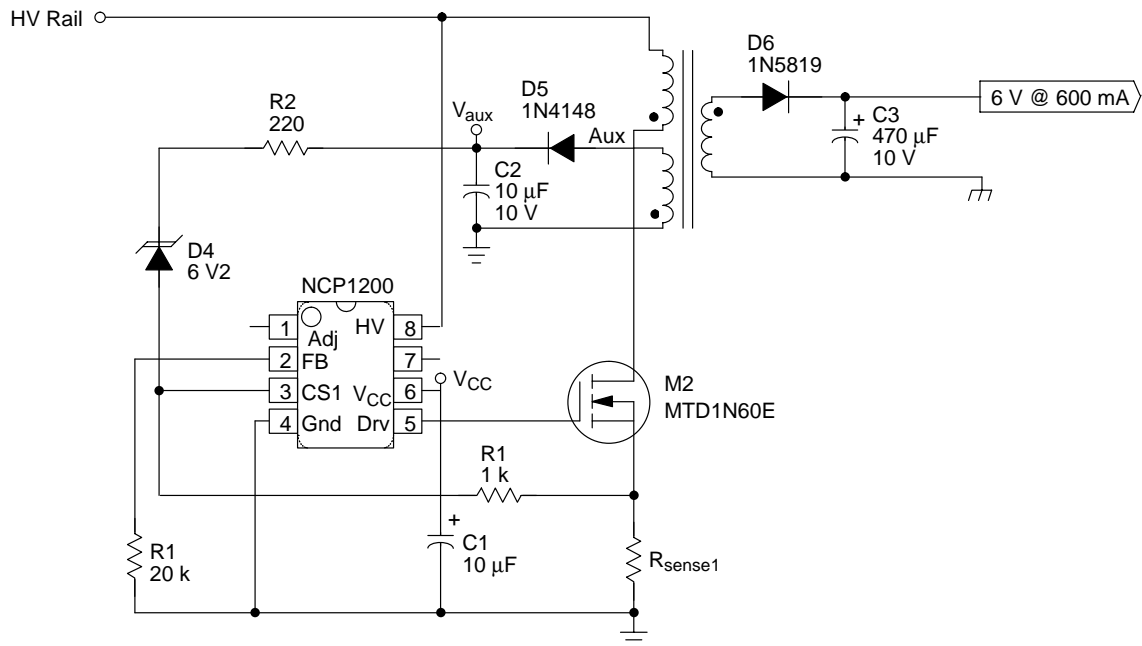 HV Rail
D6
1N5819
6 V @ 600 mA
C3
470 μF
10 V
+
D5
1N4148
Aux
Vaux
C2
10 μF
10 V
R2
220
D4
6 V2
NCP1200
1
Adj
HV
8
2
FB
7
3
CS1
VCC
6
4
Gnd
Drv
5
VCC
M2
MTD1N60E
R1
1 k
+
C1
10 μF
R1
20 k
Rsense1